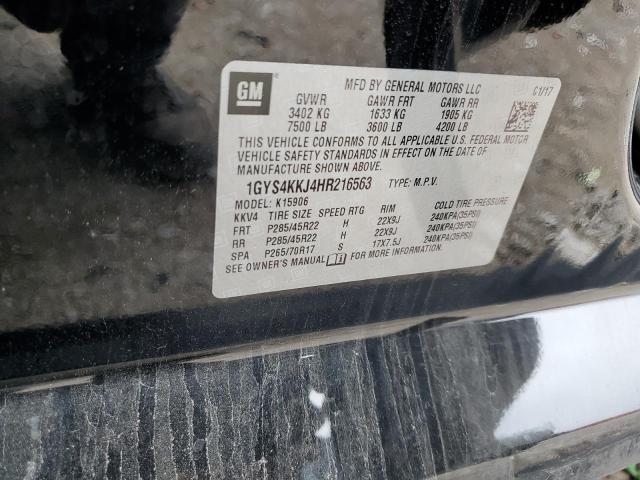 GM
MFD BY GENERAL MOTORS LLC 01/17
GVWR GAWR FRT GAWR RR
3402 KG 1633 KG 1905 KG
7500 LB 3600 LB 4200 LB
THIS VEHICLE CONFORMS TO ALL APPLICABLE U.S. FEDERAL MOTOR
VEHICLE SAFETY STANDARDS IN EFFECT ON THE DATE OF
MANUFACTURE SHOWN ABOVE.
1GYS4KKJ4HR216563 TYPE: M.P.V.
MODEL: K15906
KKV4 TIRE SIZE SPEED RTG RIM COLD TIRE PRESSURE
FRT P285/45R22 H 22X9J 240KPA(35PSI)
RR P285/45R22 H 22X9J 240KPA(35PSI)
SPA P265/70R17 S 17X7.5J 240KPA(35PSI)
SEE OWNER'S MANUAL FOR MORE INFORMATION.